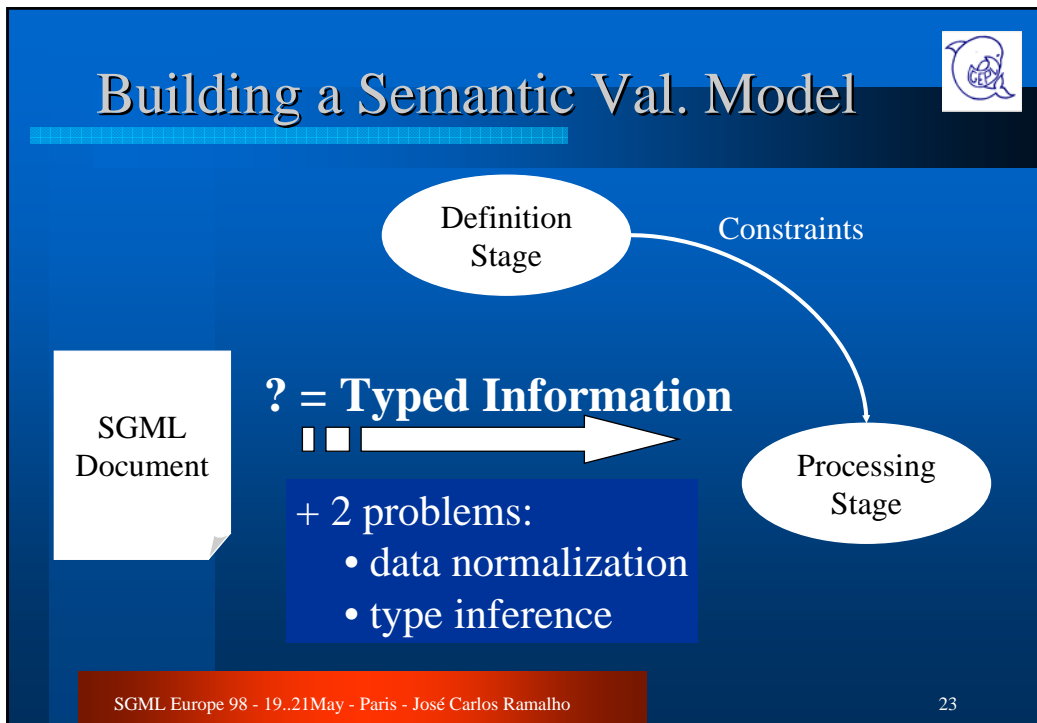 Building a Semantic Val. Model
GEPL
Definition
Stage
Constraints
SGML
Document
? = Typed Information
Processing
Stage
+ 2 problems:
• data normalization
• type inference
SGML Europe 98 - 19..21May - Paris - José Carlos Ramalho
23